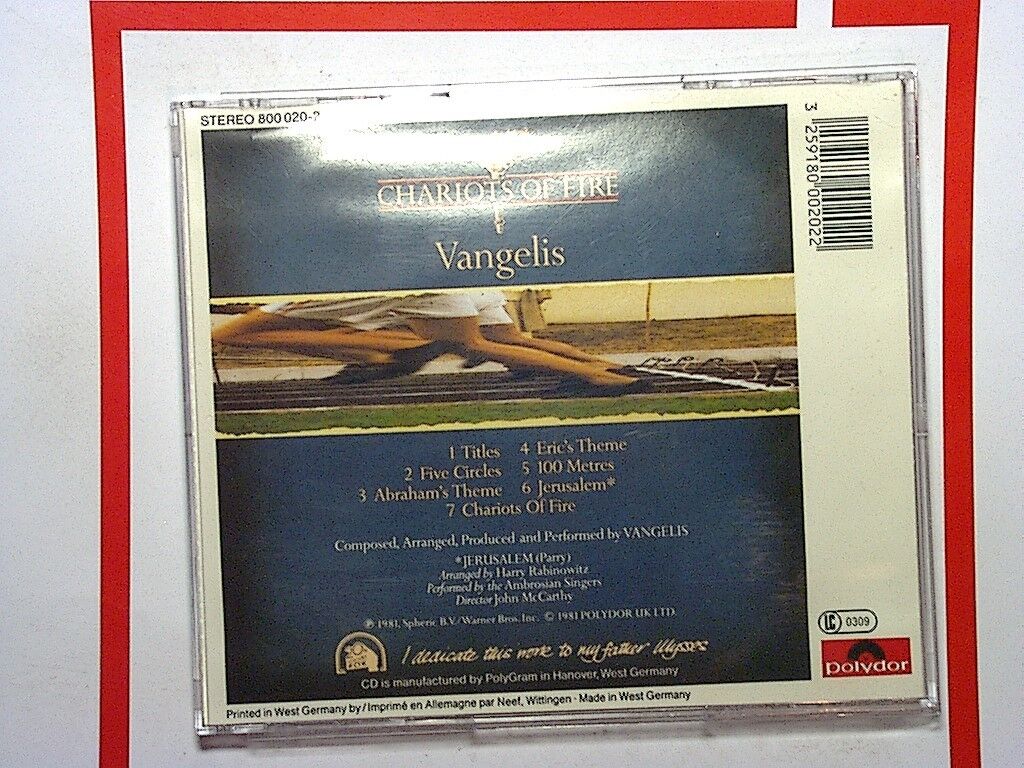 STEREO 800 020-2
3 259180 002022
CHARIOTS OF FIRE
Vangelis
1 Titles 4 Eric's Theme
2 Five Circles 5 100 Metres
3 Abraham's Theme 6 Jerusalem*
7 Chariots Of Fire
Composed, Arranged, Produced and Performed by VANGELIS
*JERUSALEM (Parry)
Arranged by Harry Rabinowitz
Performed by the Ambrosian Singers
Director John McCarthy
℗ 1981, Spheric B.V./Warner Bros. Inc. © 1981 POLYDOR UK LTD.
I dedicate this work to my father Ulysses
CD is manufactured by PolyGram in Hanover, West Germany
Printed in West Germany by/Imprimé en Allemagne par Neef, Wittingen · Made in West Germany
LC 0309
polydor